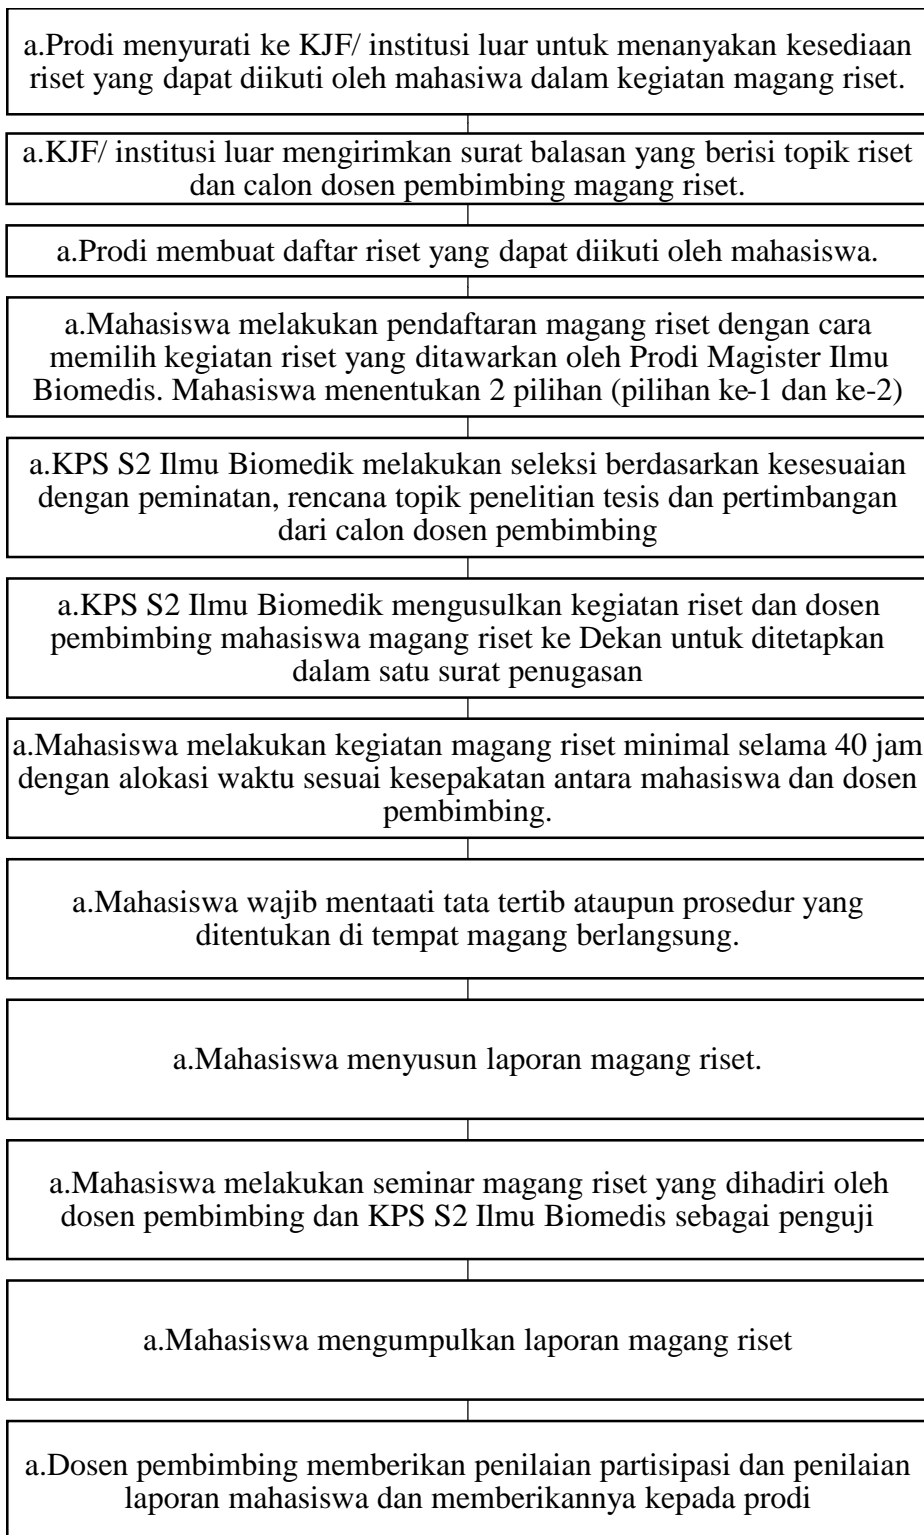 a.Prodi menyurati ke KJF/ institusi luar untuk menanyakan kesediaan
riset yang dapat diikuti oleh mahasiwa dalam kegiatan magang riset.
a.KJF/ institusi luar mengirimkan surat balasan yang berisi topik riset
dan calon dosen pembimbing magang riset.
a.Prodi membuat daftar riset yang dapat diikuti oleh mahasiswa.
a.Mahasiswa melakukan pendaftaran magang riset dengan cara
memilih kegiatan riset yang ditawarkan oleh Prodi Magister Ilmu
Biomedis. Mahasiswa menentukan 2 pilihan (pilihan ke-1 dan ke-2)
a.KPS S2 Ilmu Biomedik melakukan seleksi berdasarkan kesesuaian
dengan peminatan, rencana topik penelitian tesis dan pertimbangan
dari calon dosen pembimbing
a.KPS S2 Ilmu Biomedik mengusulkan kegiatan riset dan dosen
pembimbing mahasiswa magang riset ke Dekan untuk ditetapkan
dalam satu surat penugasan
a.Mahasiswa melakukan kegiatan magang riset minimal selama 40 jam
dengan alokasi waktu sesuai kesepakatan antara mahasiswa dan dosen
pembimbing.
a.Mahasiswa wajib mentaati tata tertib ataupun prosedur yang
ditentukan di tempat magang berlangsung.
a.Mahasiswa menyusun laporan magang riset.
a.Mahasiswa melakukan seminar magang riset yang dihadiri oleh
dosen pembimbing dan KPS S2 Ilmu Biomedis sebagai penguji
a.Mahasiswa mengumpulkan laporan magang riset
a.Dosen pembimbing memberikan penilaian partisipasi dan penilaian
laporan mahasiswa dan memberikannya kepada prodi